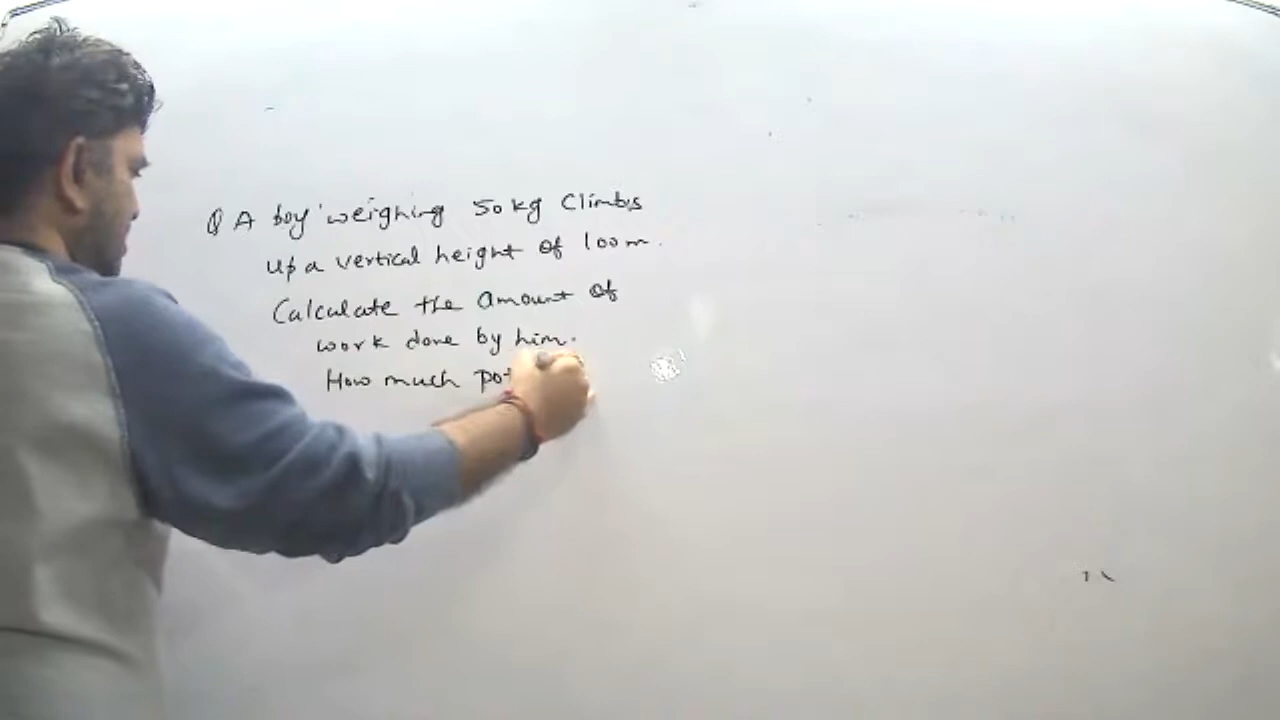 Q A boy weighing 50kg Climbs
up a vertical height of 100m.
Calculate the amount of
work done by him.
How much pot